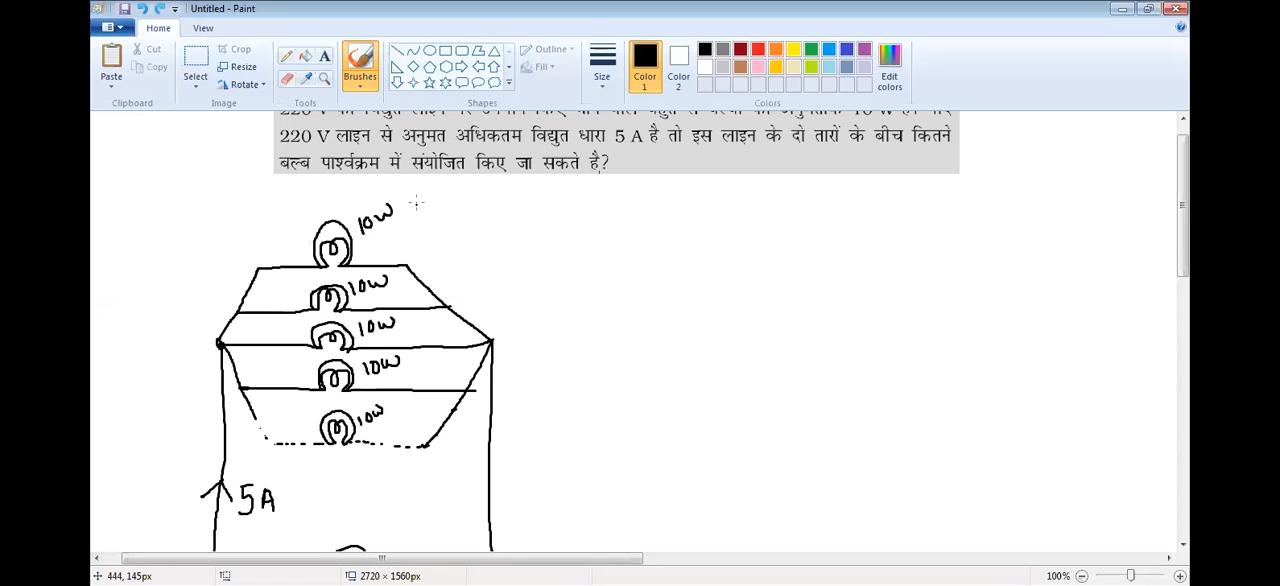 Untitled - Paint
Home View
Paste
Cut
Copy
Clipboard
Select
Crop
Resize
Rotate
Image
Tools
Brushes
Shapes
Outline
Fill
Size
Color 1
Color 2
Edit colors
Colors
220 V लाइन से अनुमत अधिकतम विद्युत धारा 5 A है तो इस लाइन के दो तारों के बीच कितने
बल्ब पार्श्वक्रम में संयोजित किए जा सकते है?
10W
10W
10W
10W
10W
5A
444, 145px
2720 × 1560px
100%